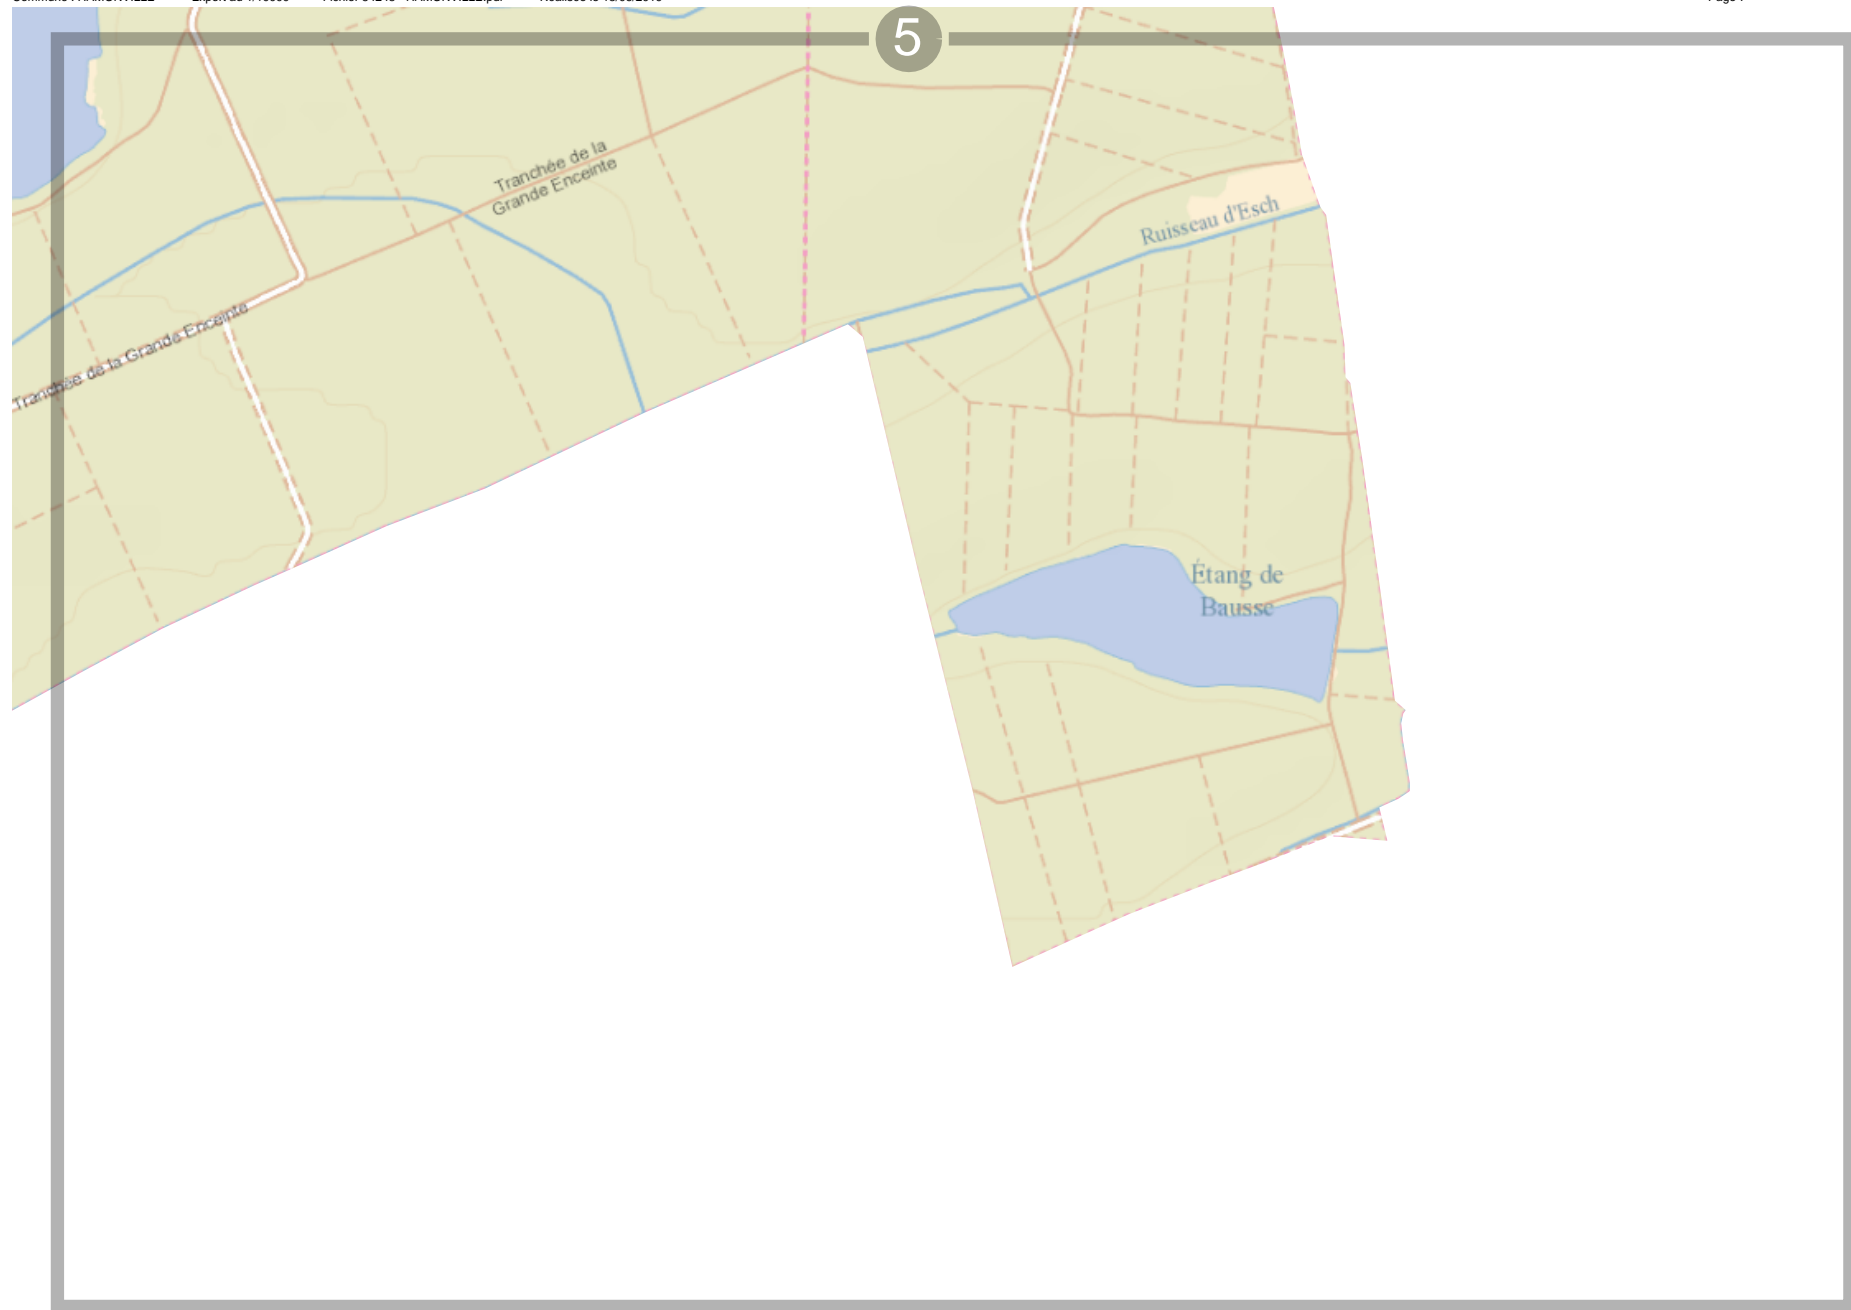 5
Tranchée de la
Grande Enceinte
Ruisseau d'Esch
Tranchée de la Grande Enceinte
Étang de
Bausse